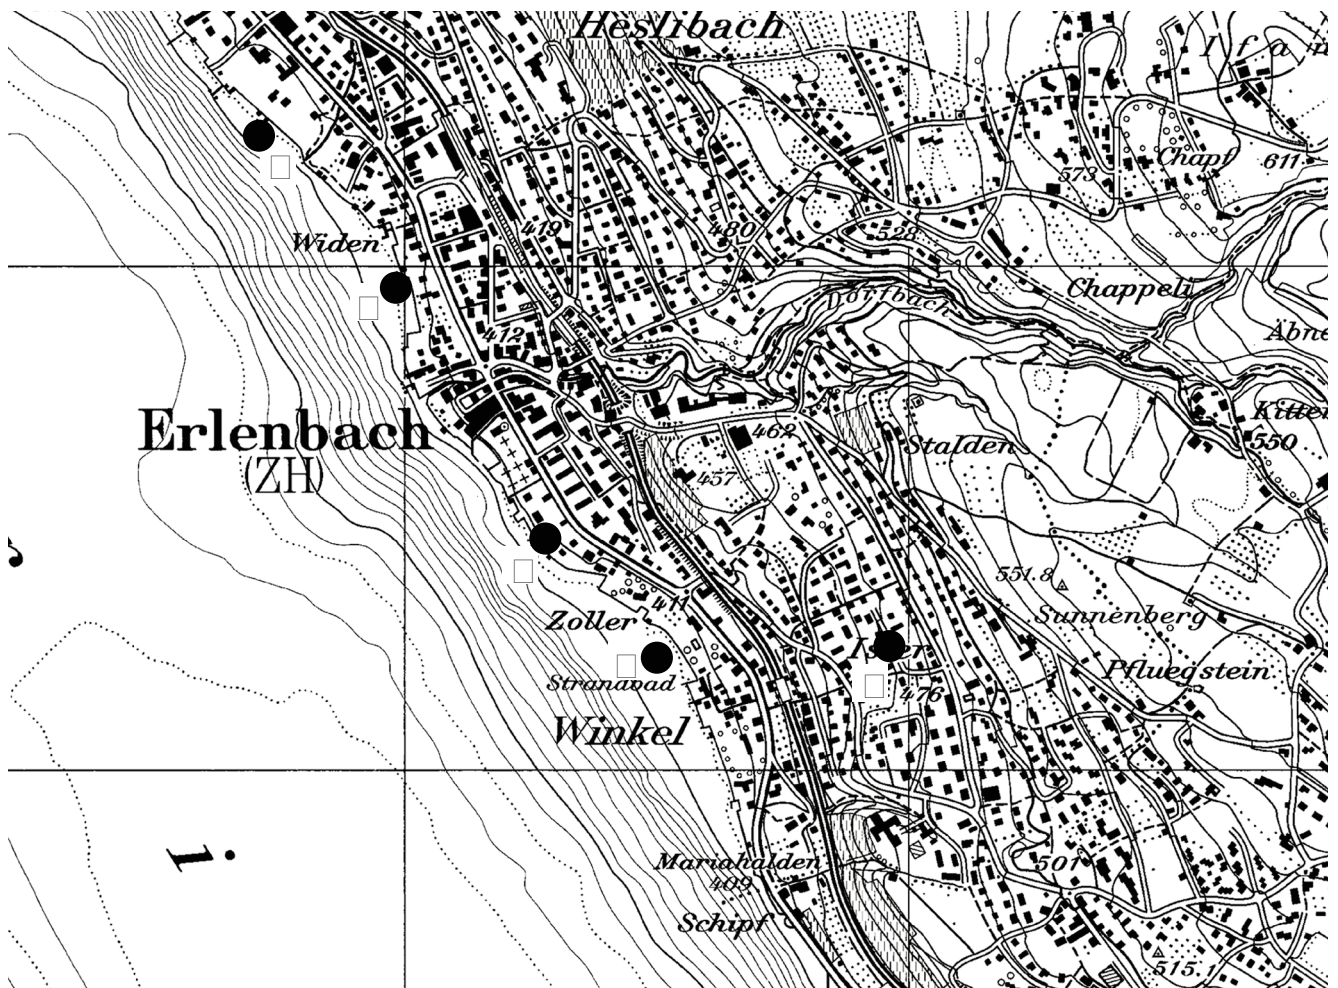 Heslibach
Chapf
611
573
Widen
419
480
528
Chappeli
Dorfbach
412
Erlenbach
(ZH)
462
550
Stalden
457
551.8
Sunnenberg
411
Zoller
Pfluegstein
476
Winkel
501
Mariahalden
409
Schipf
i
515.1